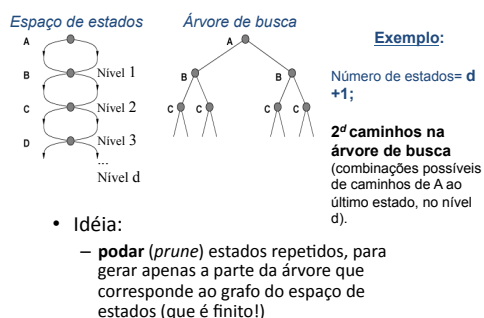 Espaço de estados
Árvore de busca
A
B
Nível 1
C
Nível 2
D
Nível 3
...
Nível d
A
B
B
C
C
C
C
Exemplo:
Número de estados= d
+1;
2ᵈ caminhos na
árvore de busca
(combinações possíveis
de caminhos de A ao
último estado, no nível
d).
• Idéia:
– podar (prune) estados repetidos, para
gerar apenas a parte da árvore que
corresponde ao grafo do espaço de
estados (que é finito!)